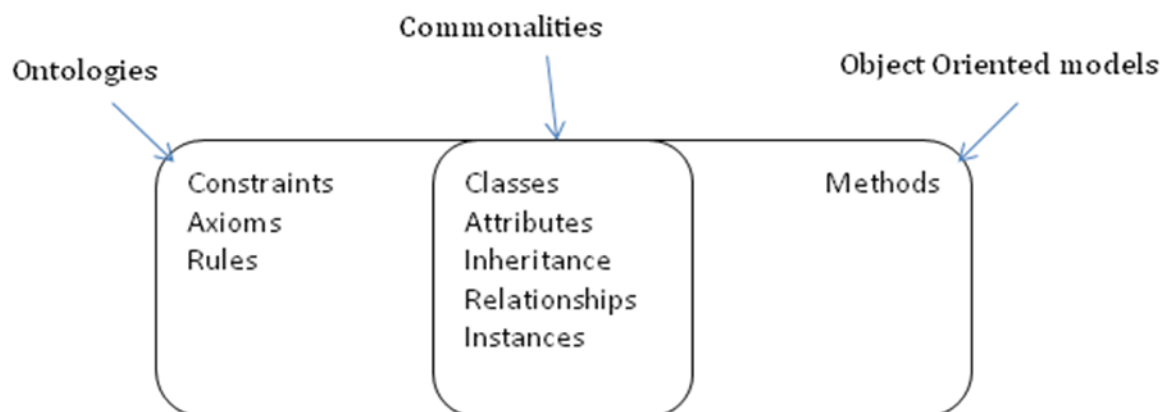 Commonalities
Ontologies
Object Oriented models
Constraints
Axioms
Rules
Classes
Attributes
Inheritance
Relationships
Instances
Methods